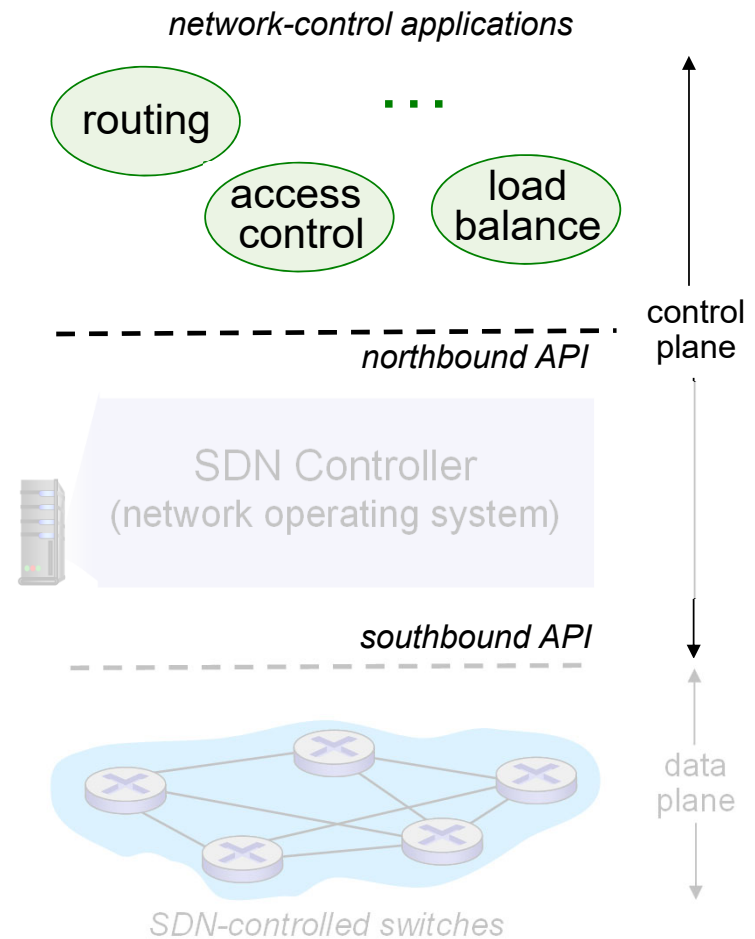 network-control applications
routing
...
access
control
load
balance
control
plane
northbound API
SDN Controller
(network operating system)
southbound API
data
plane
SDN-controlled switches